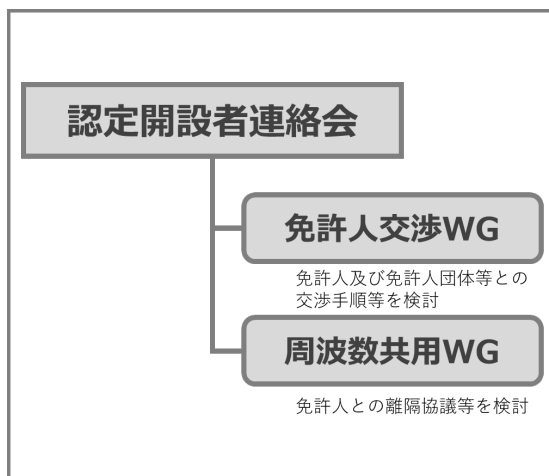 認定開設者連絡会
免許人交渉WG
免許人及び免許人団体等との
交渉手順等を検討
周波数共用WG
免許人との離隔協議等を検討